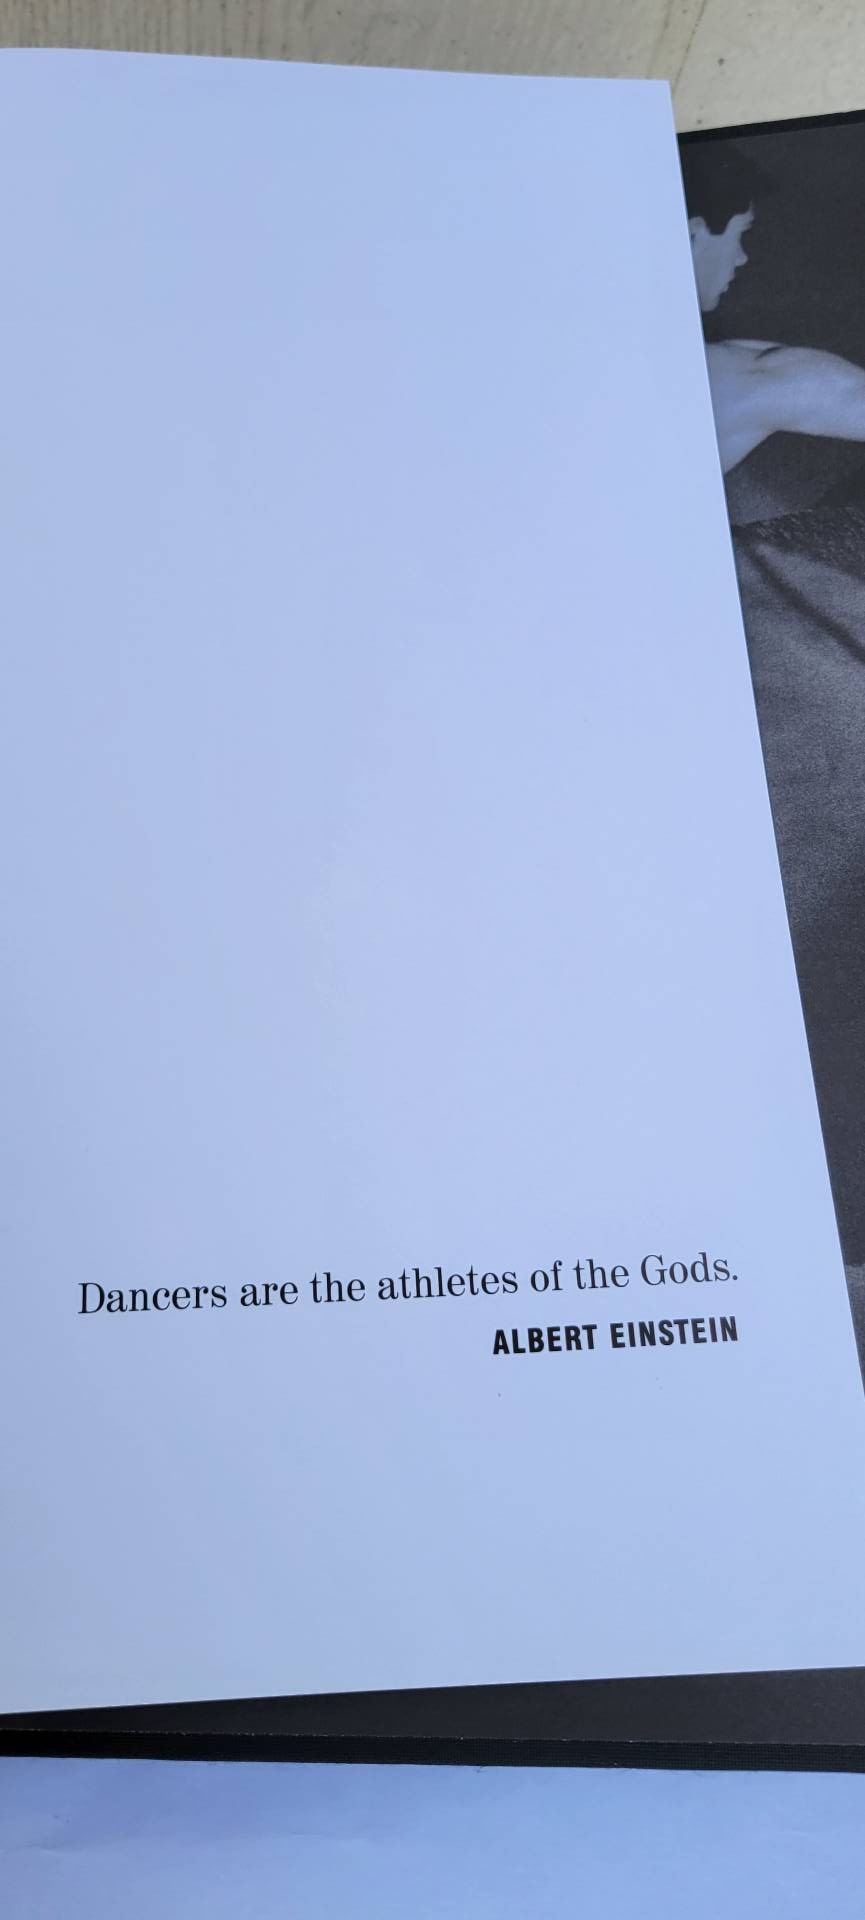 Dancers are the athletes of the Gods.
ALBERT EINSTEIN